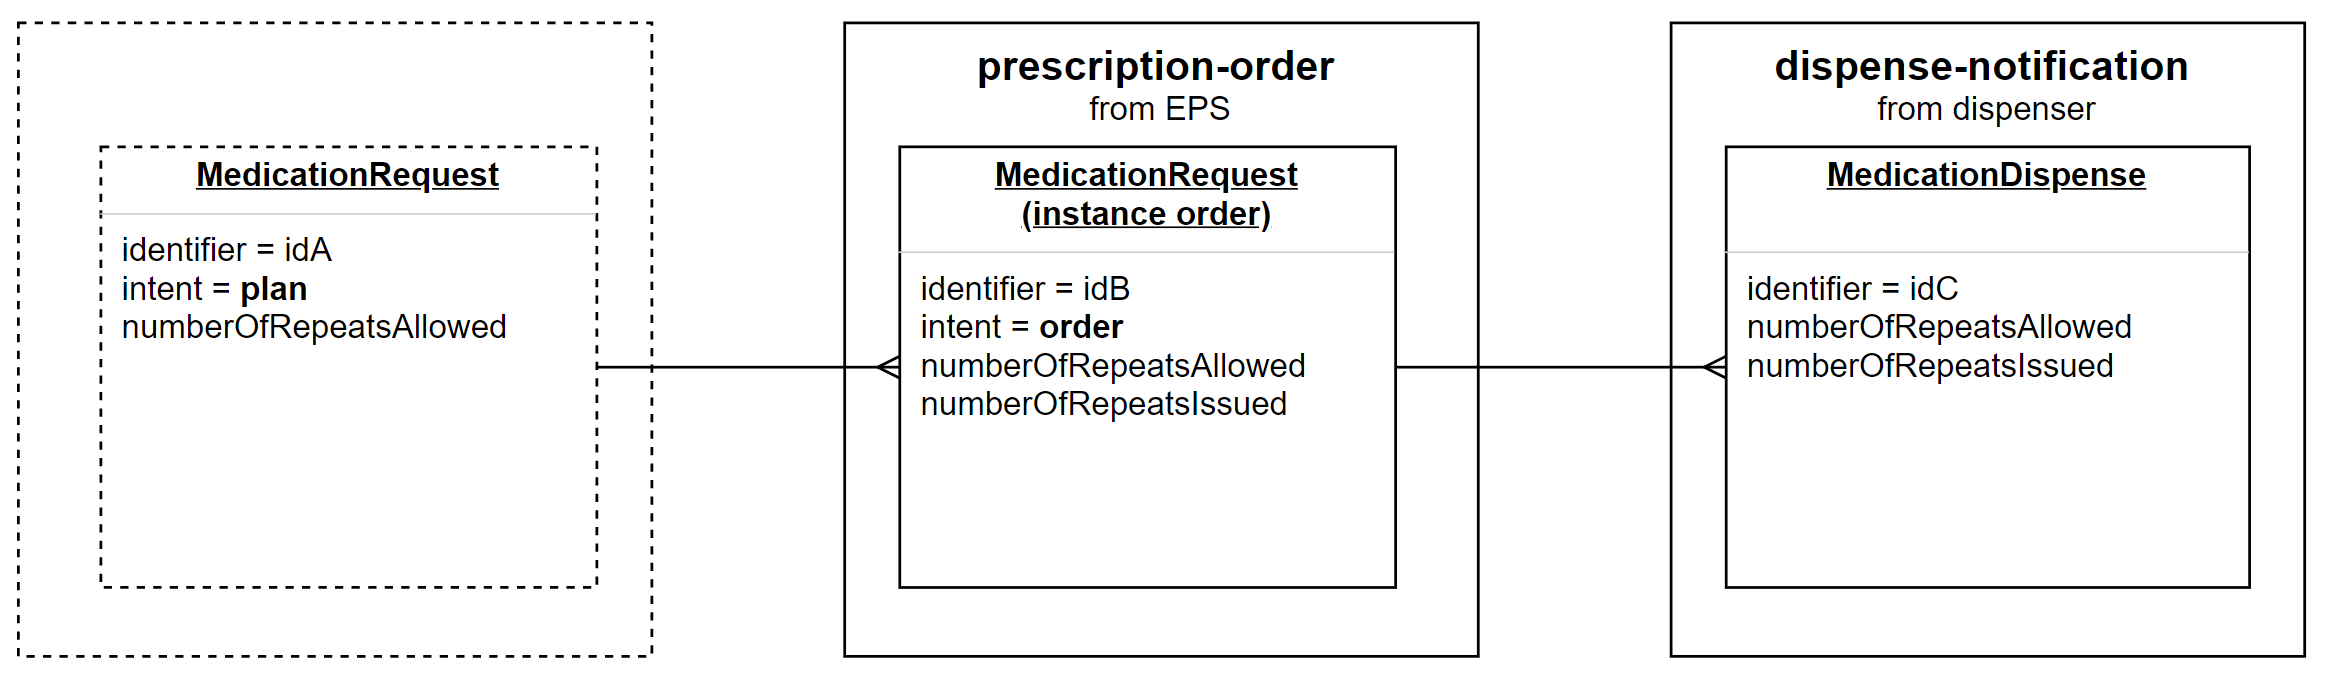 MedicationRequest
identifier = idA
intent = plan
numberOfRepeatsAllowed
prescription-order
from EPS
MedicationRequest
(instance order)
identifier = idB
intent = order
numberOfRepeatsAllowed
numberOfRepeatsIssued
dispense-notification
from dispenser
MedicationDispense
identifier = idC
numberOfRepeatsAllowed
numberOfRepeatsIssued